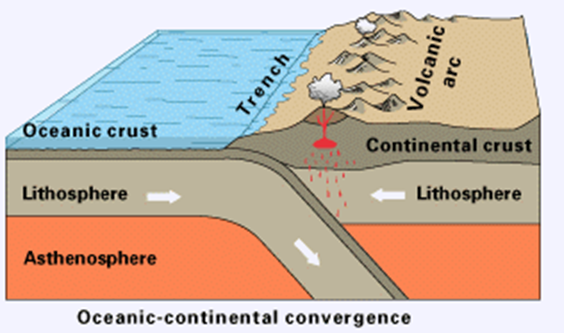 Trench
Volcanic
arc
Oceanic crust
Continental crust
Lithosphere
Lithosphere
Asthenosphere
Oceanic-continental convergence